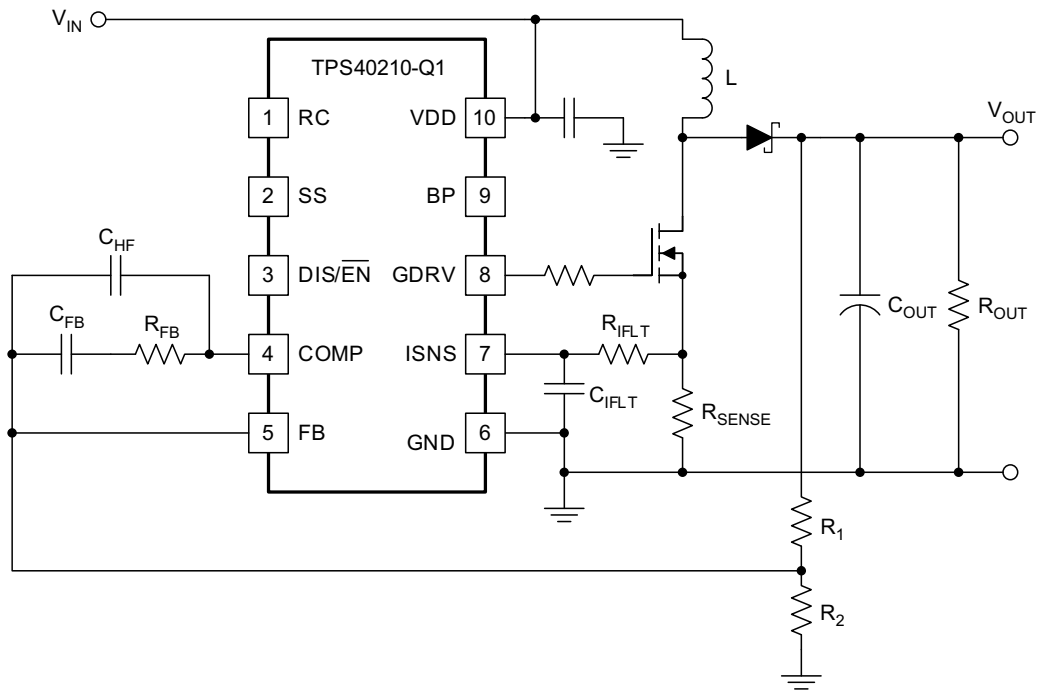 V_IN
TPS40210-Q1
L
1 RC
VDD 10
V_OUT
2 SS
BP 9
C_HF
3 DIS/E̅N̅
GDRV 8
C_FB
R_FB
R_IFLT
C_OUT
R_OUT
4 COMP
ISNS 7
C_IFLT
R_SENSE
5 FB
GND 6
R_1
R_2